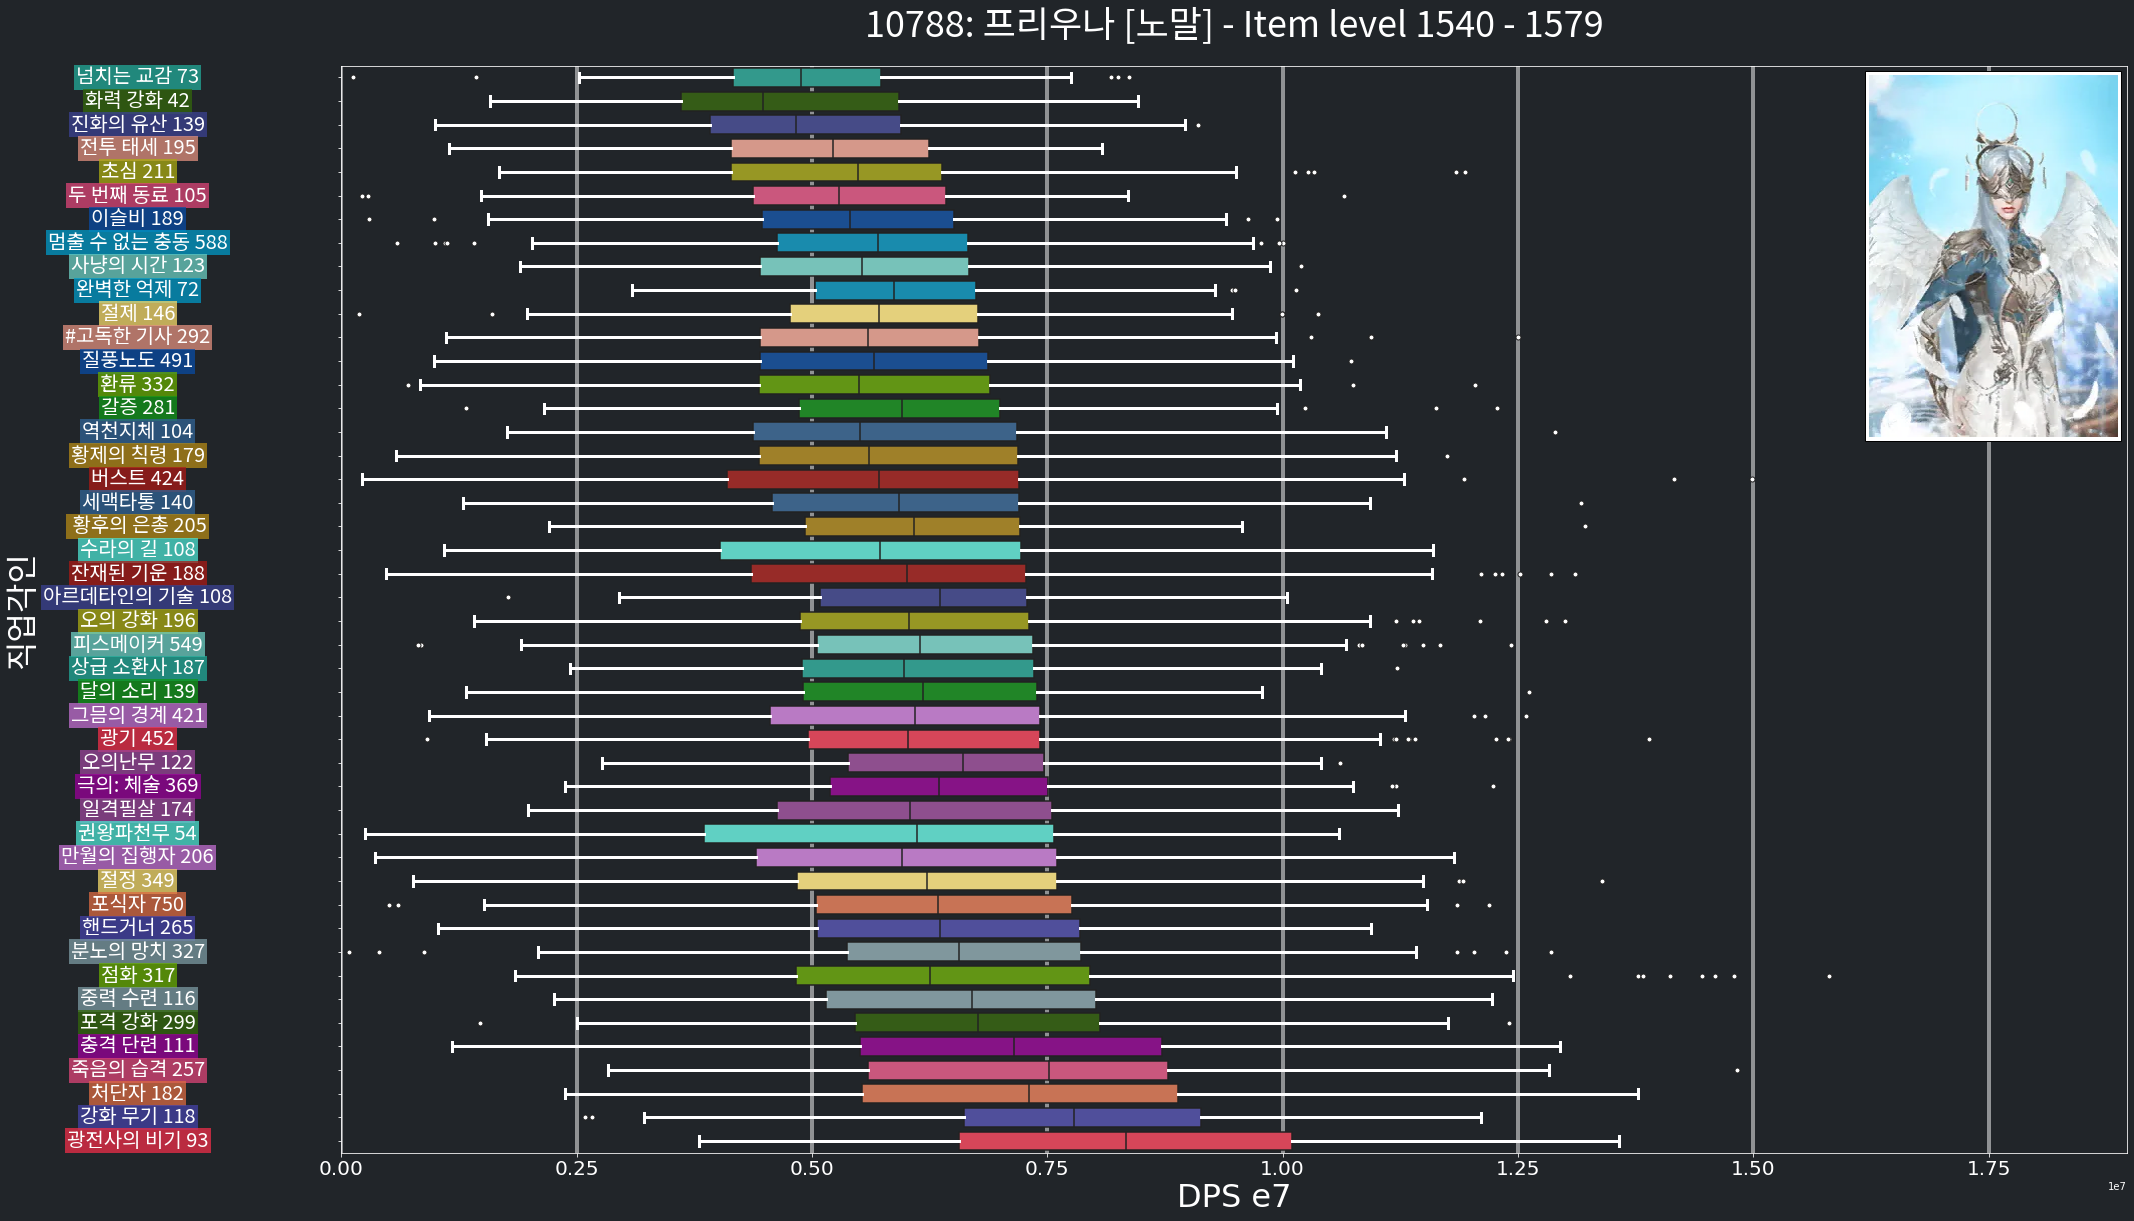 10788: 프리우나 [노말] - Item level 1540 - 1579
직업각인
넘치는 교감 73
화력 강화 42
진화의 유산 139
전투 태세 195
초심 211
두 번째 동료 105
이슬비 189
멈출 수 없는 충동 588
사냥의 시간 123
완벽한 억제 72
절제 146
#고독한 기사 292
질풍노도 491
환류 332
갈증 281
역천지체 104
황제의 칙령 179
버스트 424
세맥타통 140
황후의 은총 205
수라의 길 108
잔재된 기운 188
아르데타인의 기술 108
오의 강화 196
피스메이커 549
상급 소환사 187
달의 소리 139
그믐의 경계 421
광기 452
오의난무 122
극의: 체술 369
일격필살 174
권왕파천무 54
만월의 집행자 206
절정 349
포식자 750
핸드거너 265
분노의 망치 327
점화 317
중력 수련 116
포격 강화 299
충격 단련 111
죽음의 습격 257
처단자 182
강화 무기 118
광전사의 비기 93
0.00 0.25 0.50 0.75 1.00 1.25 1.50 1.75
1e7
DPS e7